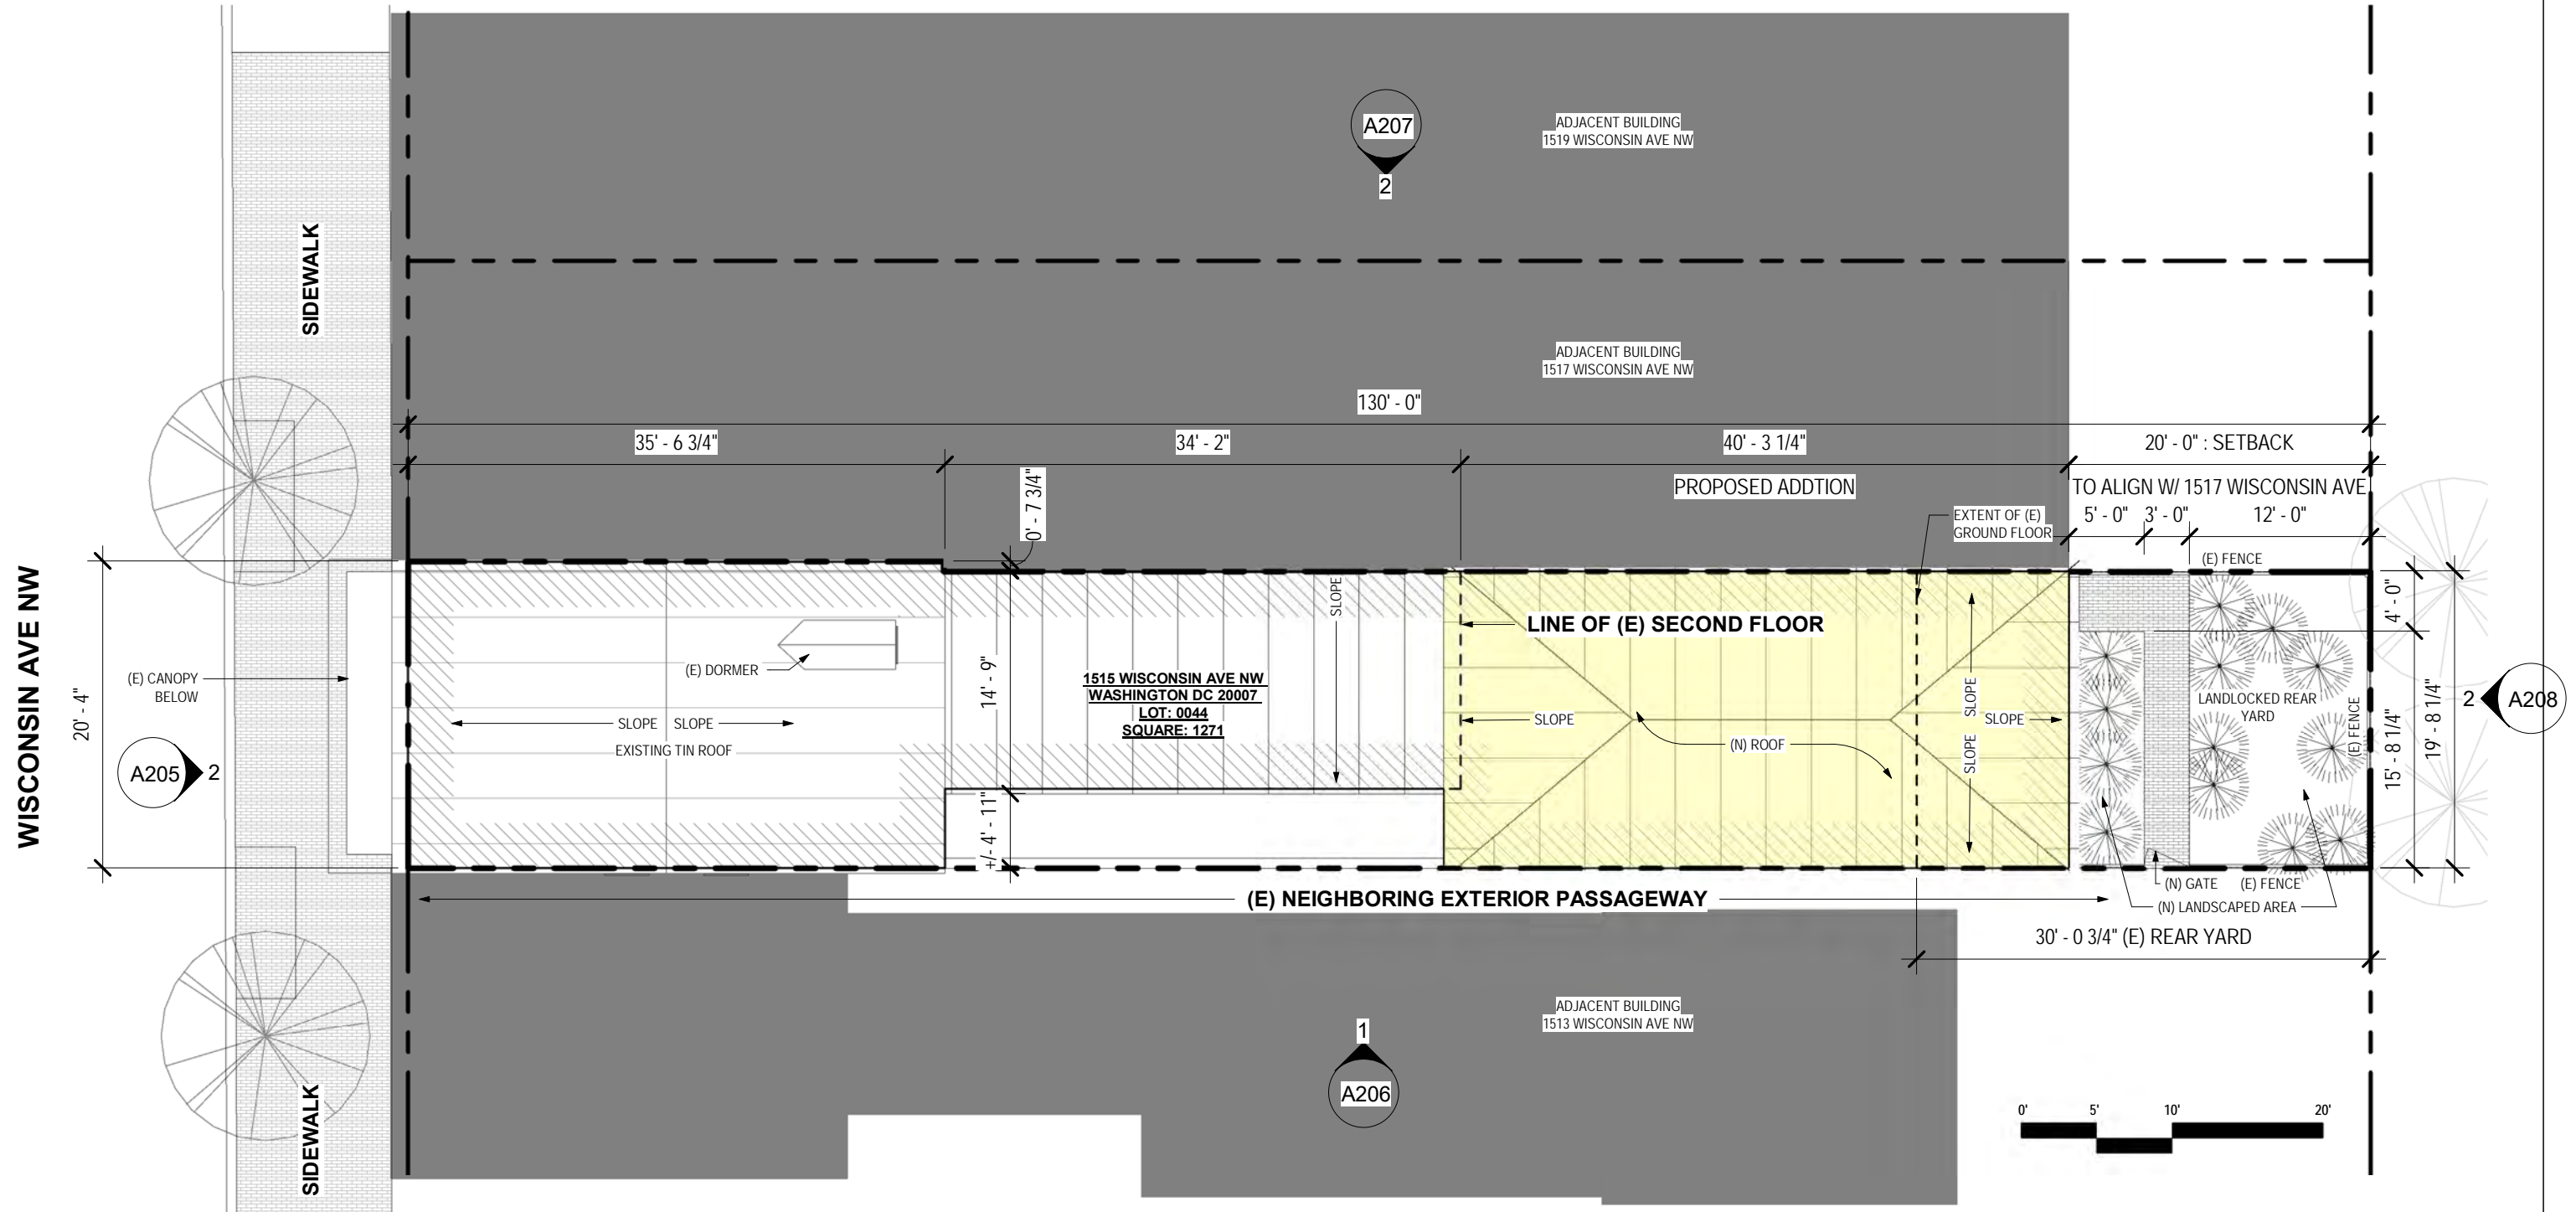 A207
2
ADJACENT BUILDING
1519 WISCONSIN AVE NW
SIDEWALK
ADJACENT BUILDING
1517 WISCONSIN AVE NW
130' - 0"
35' - 6 3/4"
34' - 2"
40' - 3 1/4"
20' - 0" : SETBACK
PROPOSED ADDTION
TO ALIGN W/ 1517 WISCONSIN AVE
0' - 7 3/4"
EXTENT OF (E)
GROUND FLOOR
5' - 0"
3' - 0"
12' - 0"
(E) FENCE
WISCONSIN AVE NW
20' - 4"
(E) CANOPY
BELOW
A205
2
(E) DORMER
SLOPE
SLOPE
EXISTING TIN ROOF
14' - 9"
+/- 4' - 11"
SLOPE
1515 WISCONSIN AVE NW
WASHINGTON DC 20007
LOT: 0044
SQUARE: 1271
LINE OF (E) SECOND FLOOR
SLOPE
(N) ROOF
SLOPE
SLOPE
SLOPE
LANDLOCKED REAR
YARD
(E) FENCE
4' - 0"
15' - 8 1/4"
19' - 8 1/4"
2
A208
(N) GATE
(E) FENCE
(N) LANDSCAPED AREA
(E) NEIGHBORING EXTERIOR PASSAGEWAY
30' - 0 3/4" (E) REAR YARD
ADJACENT BUILDING
1513 WISCONSIN AVE NW
1
A206
SIDEWALK
0'
5'
10'
20'